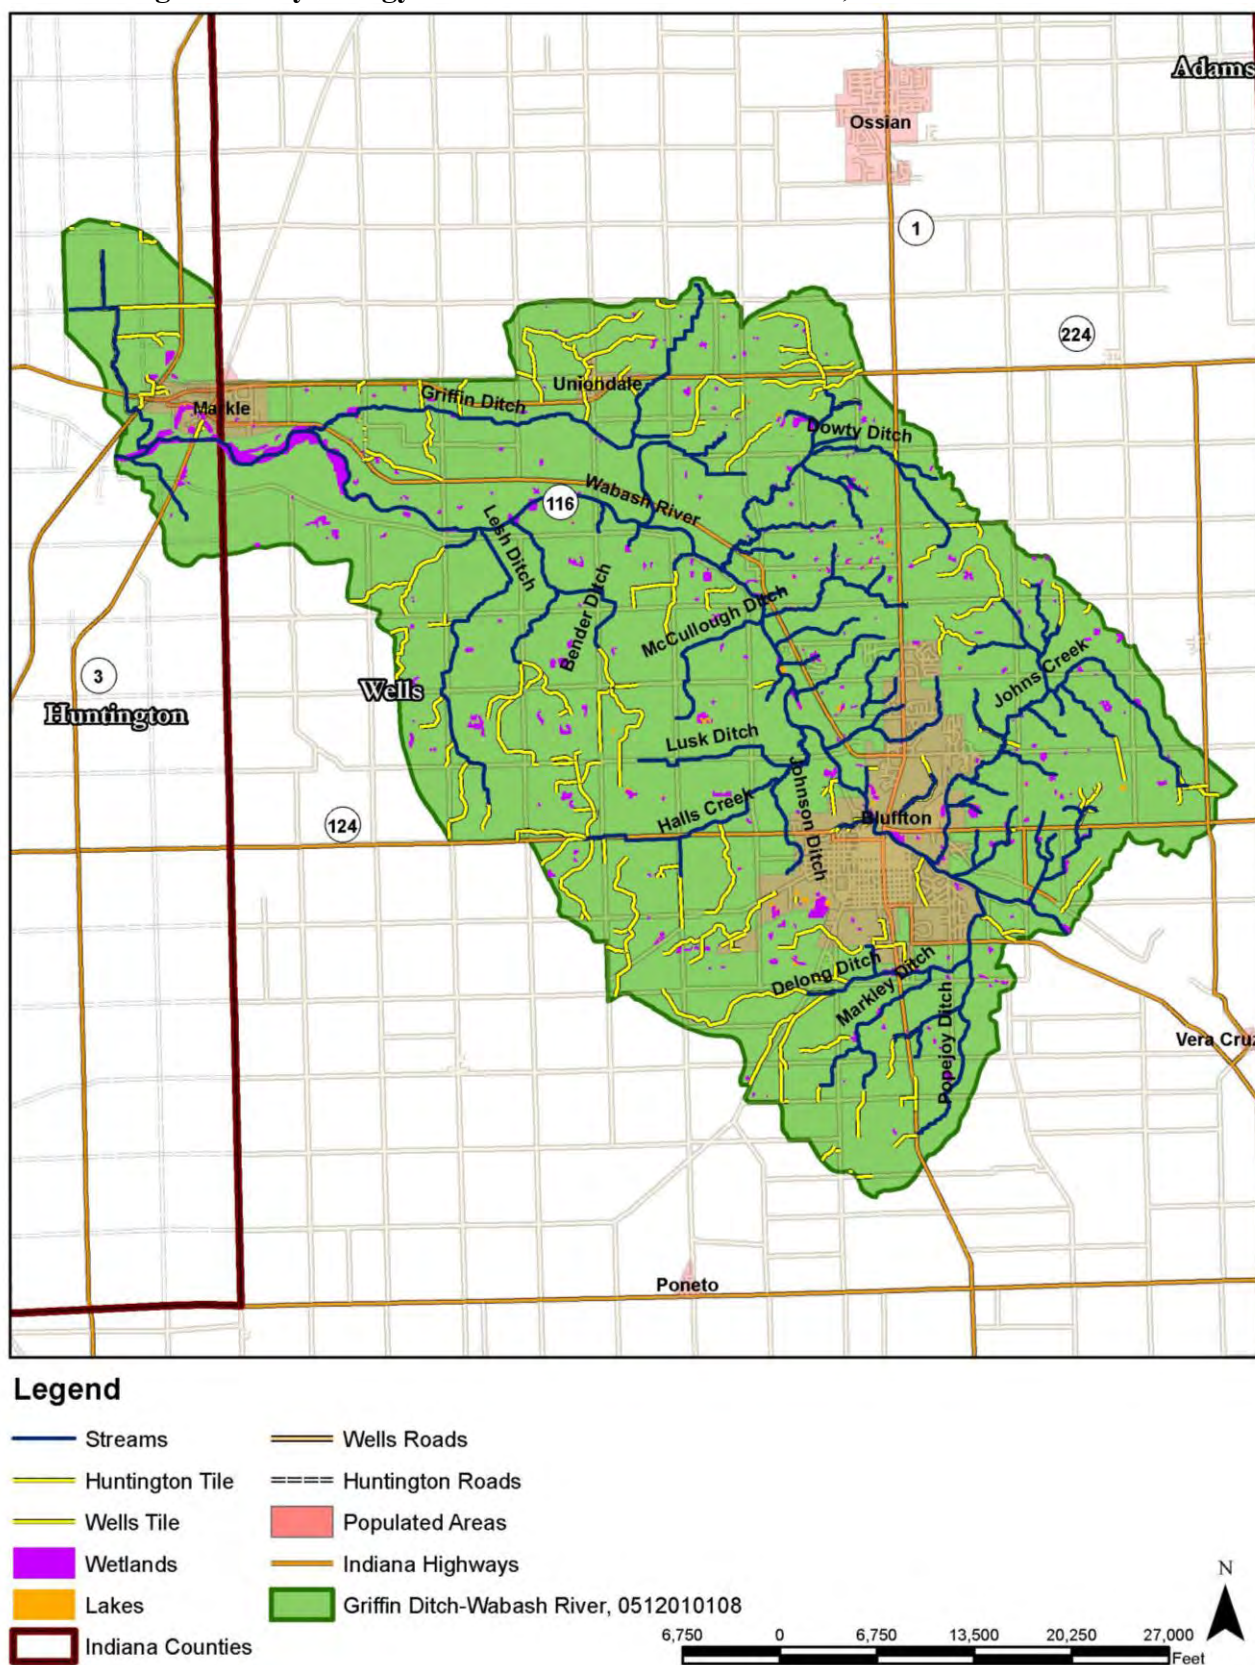 Adams
Ossian
1
224
Uniondale
Markle
Griffin Ditch
Dowty Ditch
Wabash River
116
Lesh Ditch
Bender Ditch
McCullough Ditch
Johns Creek
3
Wells
Huntington
Lusk Ditch
Johnson Ditch
Halls Creek
Bluffton
124
Delong Ditch
Markley Ditch
Popejoy Ditch
Vera Cruz
Poneto
Legend
Streams
Huntington Tile
Wells Tile
Wetlands
Lakes
Indiana Counties
Wells Roads
Huntington Roads
Populated Areas
Indiana Highways
Griffin Ditch-Wabash River, 0512010108
N
6,750 0 6,750 13,500 20,250 27,000
Feet